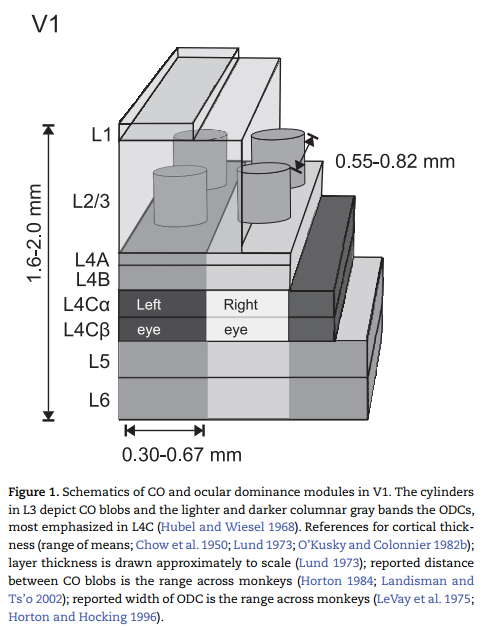 V1
L1
0.55-0.82 mm
L2/3
1.6-2.0 mm
L4A
L4B
L4Cα Left Right
L4Cβ eye eye
L5
L6
0.30-0.67 mm
Figure 1. Schematics of CO and ocular dominance modules in V1. The cylinders
in L3 depict CO blobs and the lighter and darker columnar gray bands the ODCs,
most emphasized in L4C (Hubel and Wiesel 1968). References for cortical thick-
ness (range of means; Chow et al. 1950; Lund 1973; O’Kusky and Colonnier 1982b);
layer thickness is drawn approximately to scale (Lund 1973); reported distance
between CO blobs is the range across monkeys (Horton 1984; Landisman and
Ts’o 2002); reported width of ODC is the range across monkeys (LeVay et al. 1975;
Horton and Hocking 1996).